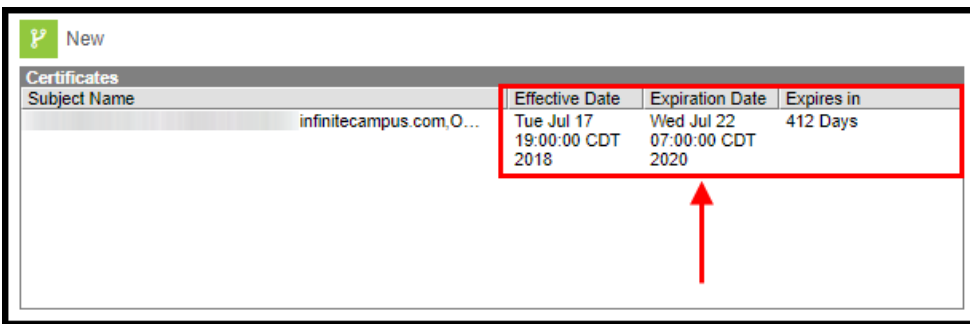 New
Certificates
Subject Name Effective Date Expiration Date Expires in
infinitecampus.com,O... Tue Jul 17 Wed Jul 22 412 Days
19:00:00 CDT 07:00:00 CDT
2018 2020